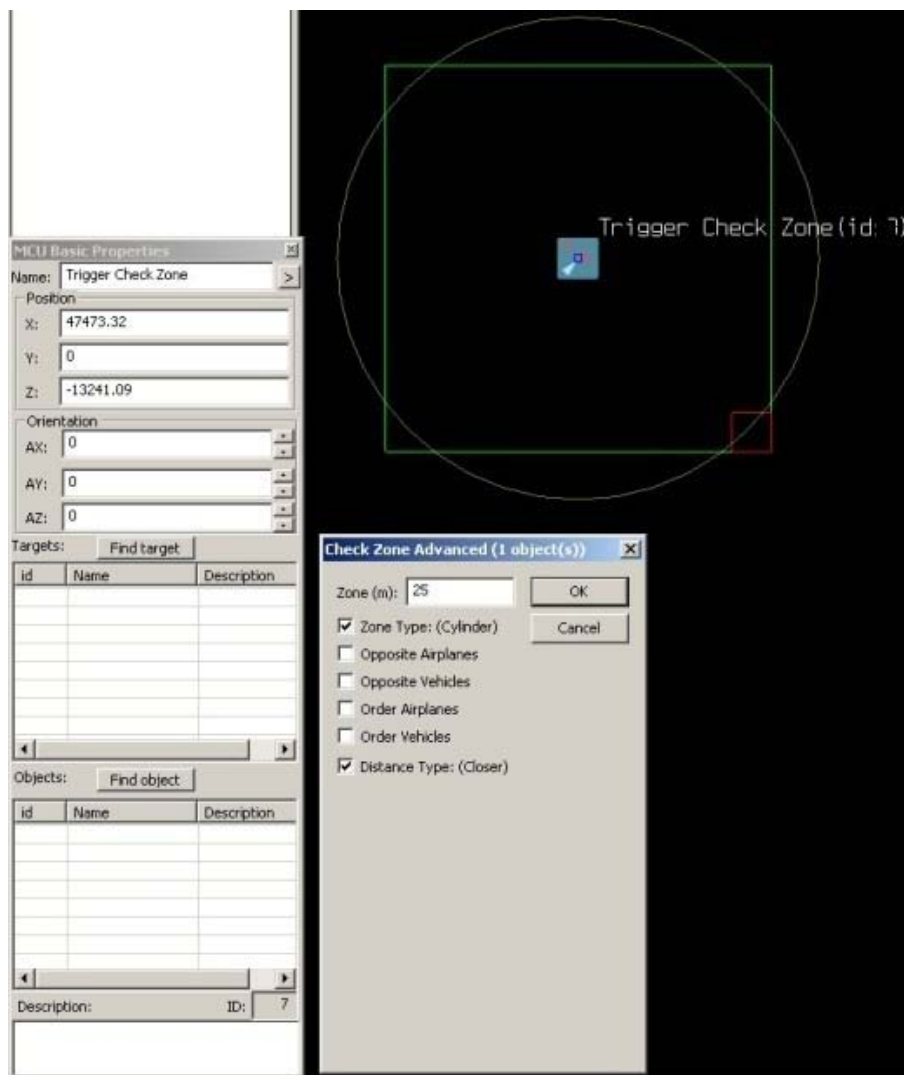 Trigger Check Zone(id: 7)
MCU Basic Properties
Name: Trigger Check Zone >
Position
X: 47473.32
Y: 0
Z: -13241.09
Orientation
AX: 0
AY: 0
AZ: 0
Targets: Find target
id Name Description
Objects: Find object
id Name Description
Description: ID: 7
Check Zone Advanced (1 object(s))
Zone (m): 25 OK
Zone Type: (Cylinder) Cancel
Opposite Airplanes
Opposite Vehicles
Order Airplanes
Order Vehicles
Distance Type: (Closer)